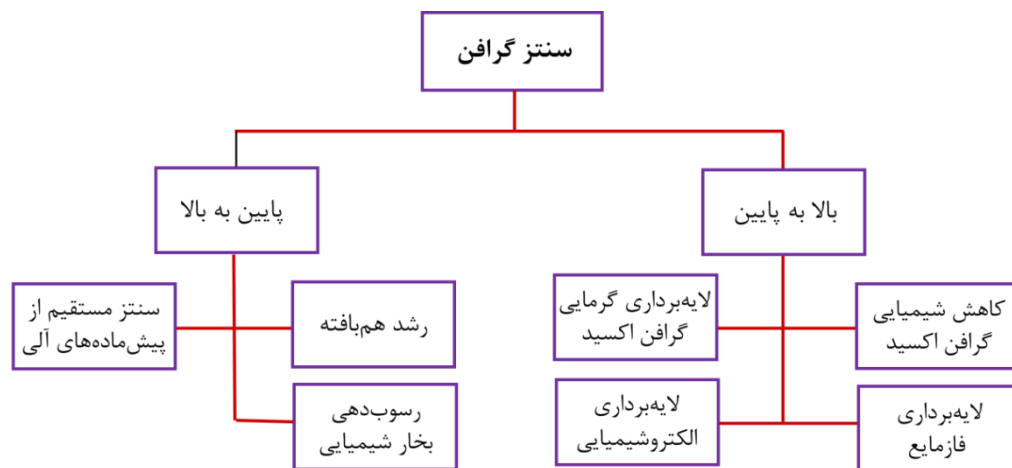 سنتز گرافن
بالا به پایین
پایین به بالا
کاهش شیمیایی
گرافن اکسید
لایه‌برداری گرمایی
گرافن اکسید
لایه‌برداری
فازمایع
لایه‌برداری
الکتروشیمیایی
رشد هم‌بافته
سنتز مستقیم از
پیش‌ماده‌های آلی
رسوب‌دهی
بخار شیمیایی